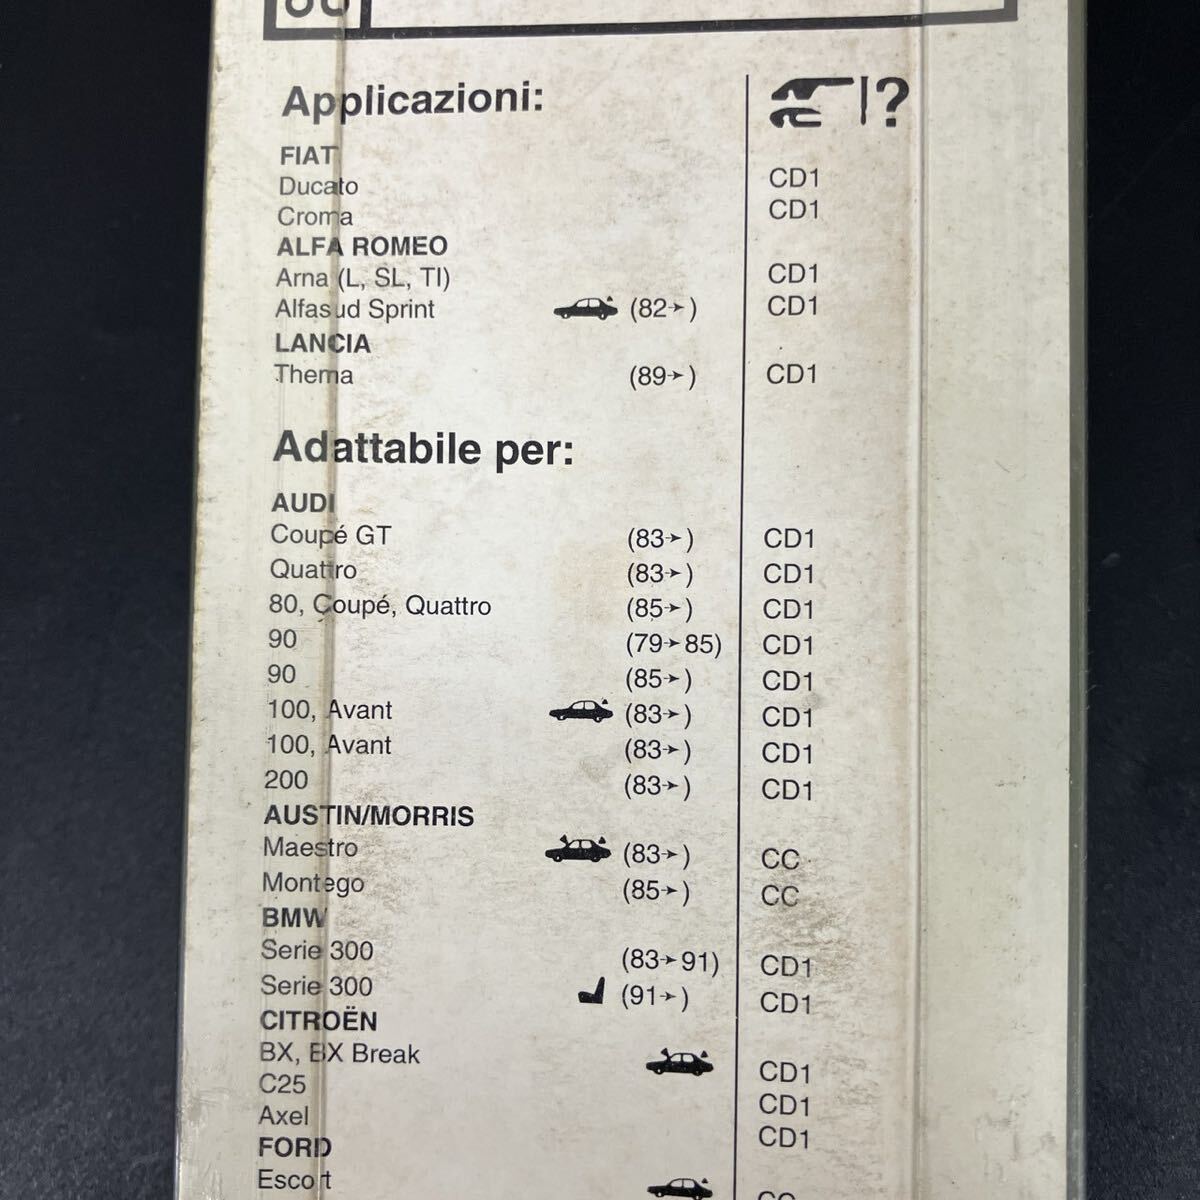 Applicazioni: ?
FIAT
Ducato CD1
Croma CD1
ALFA ROMEO
Arna (L, SL, TI) CD1
Alfasud Sprint (82➛) CD1
LANCIA
Thema (89➛) CD1
Adattabile per:
AUDI
Coupé GT (83➛) CD1
Quattro (83➛) CD1
80, Coupé, Quattro (85➛) CD1
90 (79➛85) CD1
90 (85➛) CD1
100, Avant (83➛) CD1
100, Avant (83➛) CD1
200 (83➛) CD1
AUSTIN/MORRIS
Maestro (83➛) CC
Montego (85➛) CC
BMW
Serie 300 (83➛91) CD1
Serie 300 (91➛) CD1
CITROËN
BX, BX Break CD1
C25 CD1
Axel CD1
FORD
Escort CC